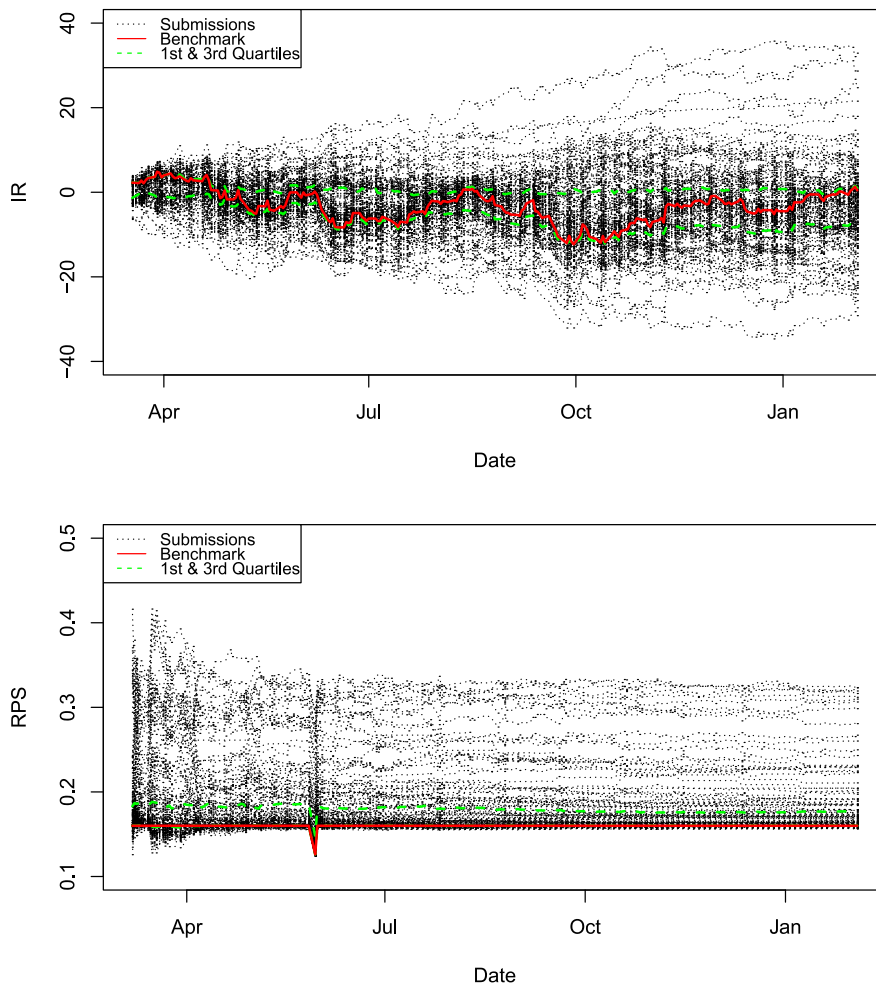 40
20
0
−20
−40
IR
Submissions
Benchmark
1st & 3rd Quartiles
Apr
Jul
Oct
Jan
Date
0.5
0.4
0.3
0.2
0.1
RPS
Submissions
Benchmark
1st & 3rd Quartiles
Apr
Jul
Oct
Jan
Date